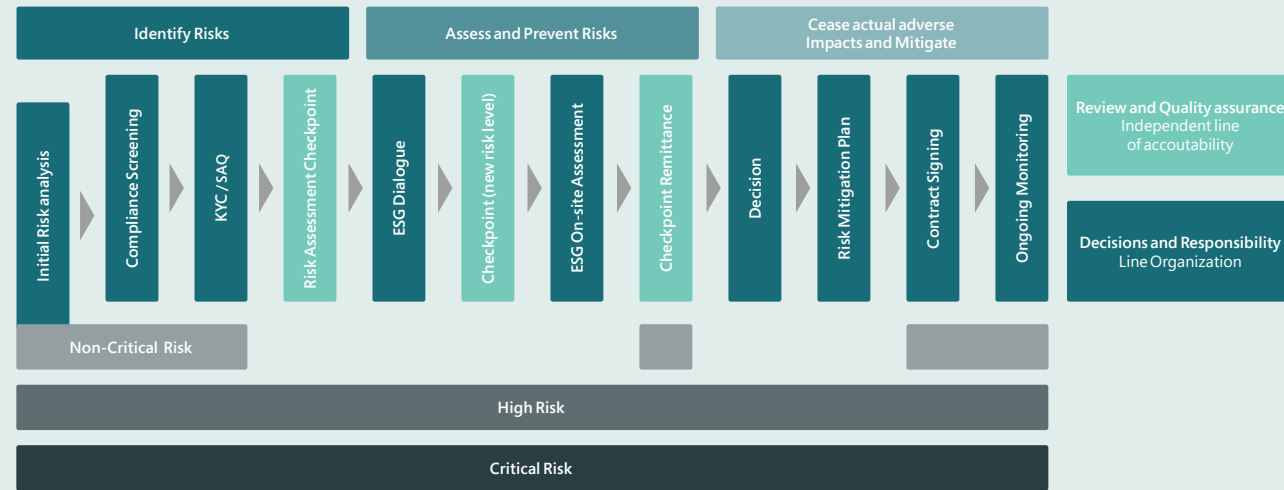 Identify Risks
Assess and Prevent Risks
Cease actual adverse
Impacts and Mitigate
Initial Risk analysis
Compliance Screening
KYC / SAQ
Risk Assessment Checkpoint
ESG Dialogue
Checkpoint (new risk level)
ESG On-site Assessment
Checkpoint Remittance
Decision
Risk Mitigation Plan
Contract Signing
Ongoing Monitoring
Review and Quality assurance
Independent line
of accoutability
Decisions and Responsibility
Line Organization
Non-Critical Risk
High Risk
Critical Risk